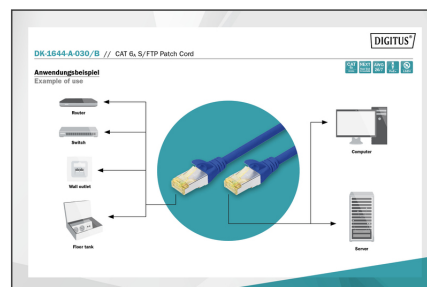 DIGITUS®
DK-1644-A-030/B // CAT 6A S/FTP Patch Cord
Anwendungsbeispiel
Example of use
Router
Switch
Wall outlet
Floor tank
Computer
Server